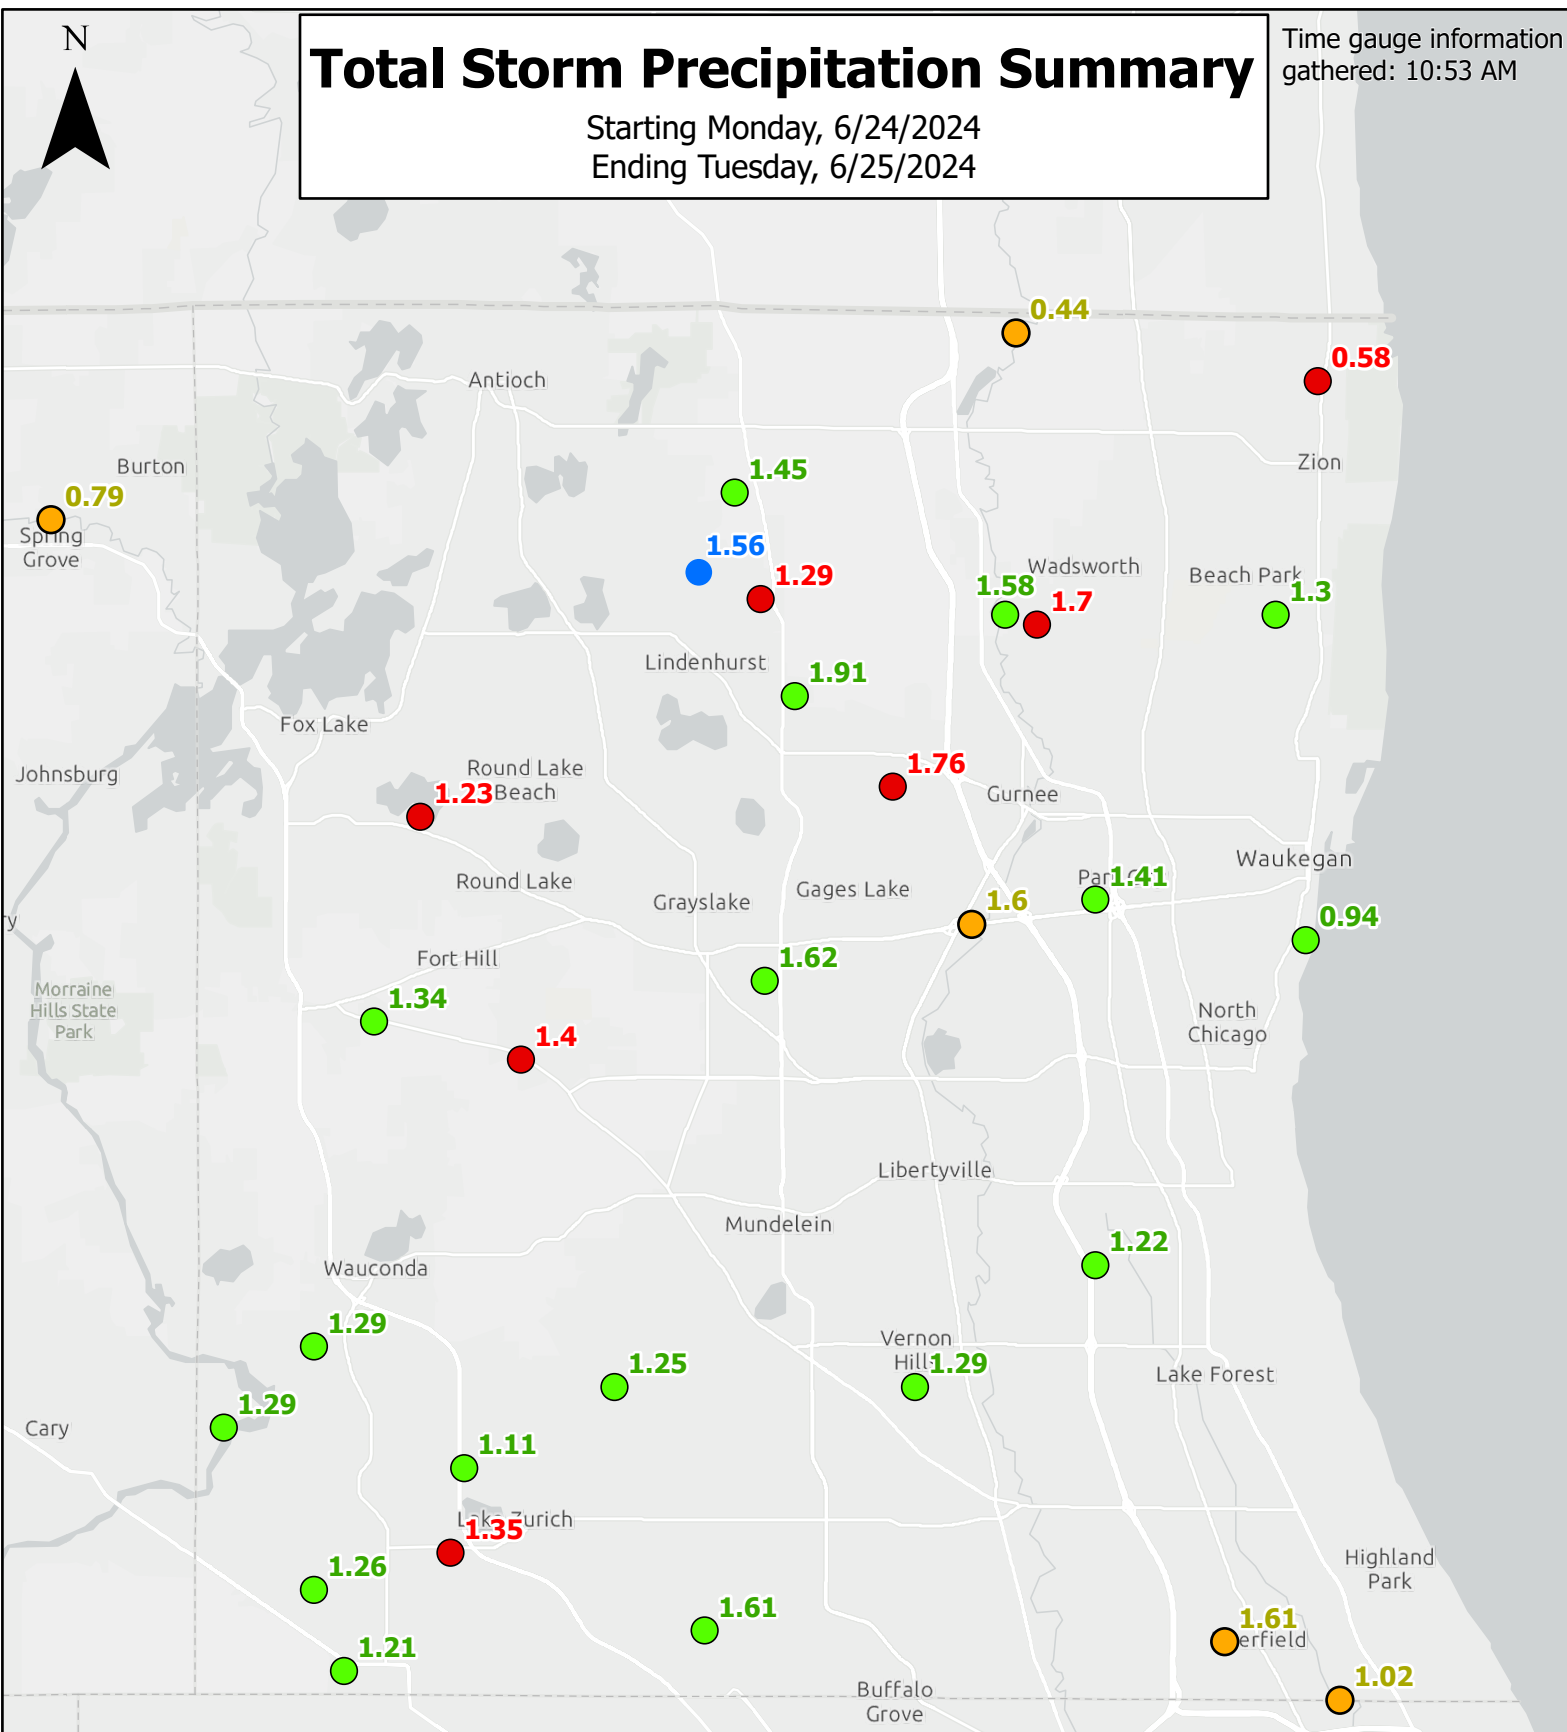 N
Total Storm Precipitation Summary
Starting Monday, 6/24/2024
Ending Tuesday, 6/25/2024
Time gauge information
gathered: 10:53 AM
0.44
0.58
Antioch
Zion
Burton
1.45
0.79
Spring
Grove
1.56
1.29
Wadsworth
Beach Park
1.58
1.7
1.3
Lindenhurst
1.91
Fox Lake
Johnsburg
Round Lake
Beach
1.23
1.76
Gurnee
Waukegan
Round Lake
Gages Lake
1.41
Grayslake
1.6
0.94
Fort Hill
1.62
Morraine
Hills State
Park
1.34
1.4
North
Chicago
Libertyville
Mundelein
1.22
Wauconda
1.29
Vernon
Hills
1.29
1.25
Lake Forest
1.29
Cary
1.11
Lake Zurich
1.35
1.26
Highland
Park
1.61
1.61
erfield
1.21
1.02
Buffalo
Grove